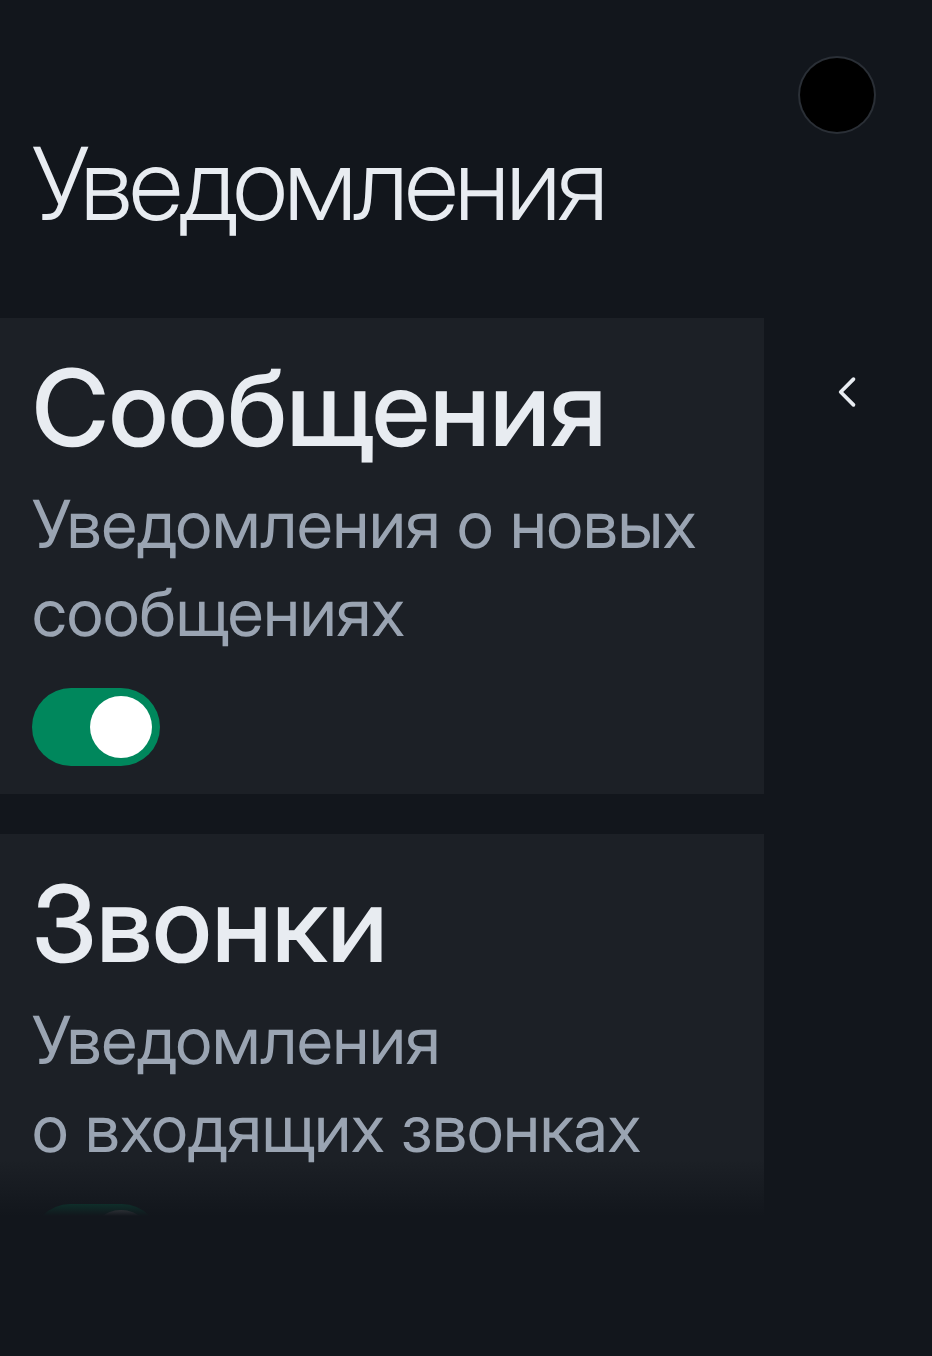 Уведомления
Сообщения
Уведомления о новых
сообщениях
Звонки
Уведомления
о входящих звонках